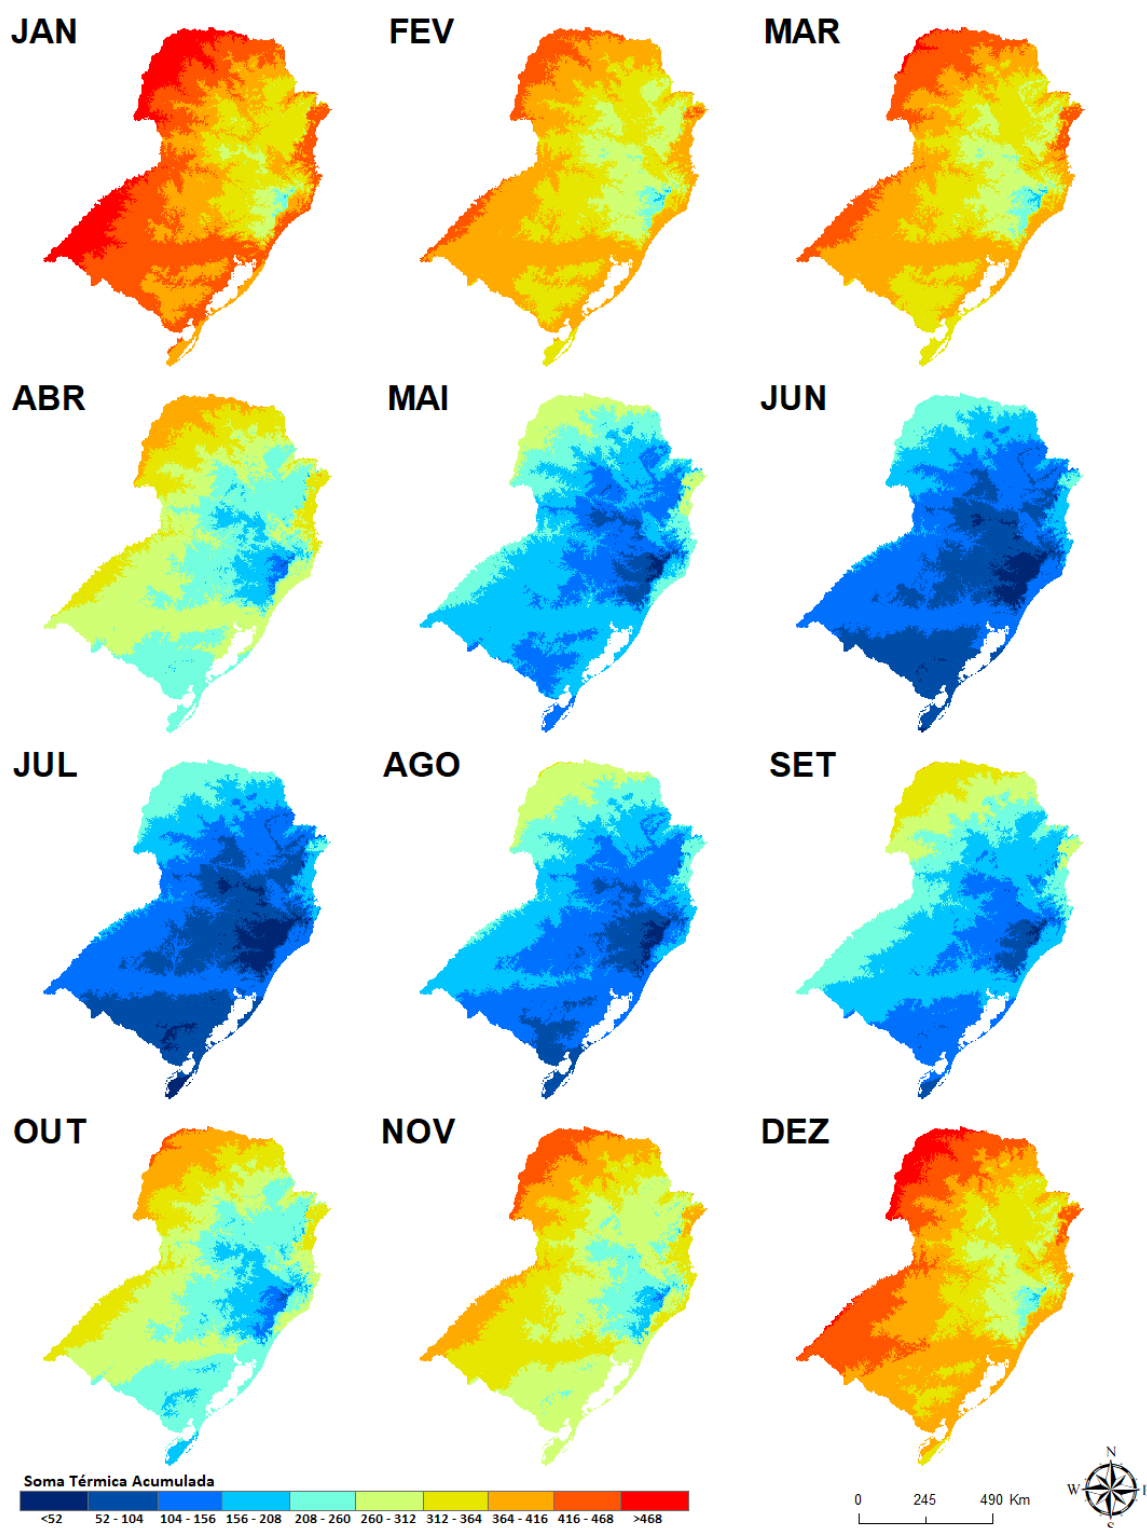 JAN
FEV
MAR
ABR
MAI
JUN
JUL
AGO
SET
OUT
NOV
DEZ
Soma Térmica Acumulada
<52 52 - 104 104 - 156 156 - 208 208 - 260 260 - 312 312 - 364 364 - 416 416 - 468 >468
0 245 490 Km
N
W
S